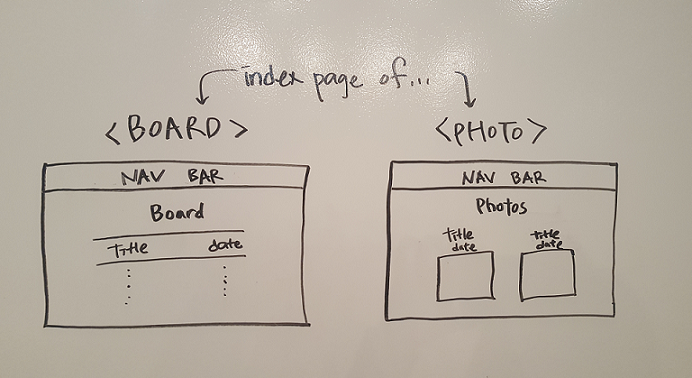 index page of...
<BOARD>
NAV BAR
Board
Title date
<PHOTO>
NAV BAR
Photos
Title Title
date date